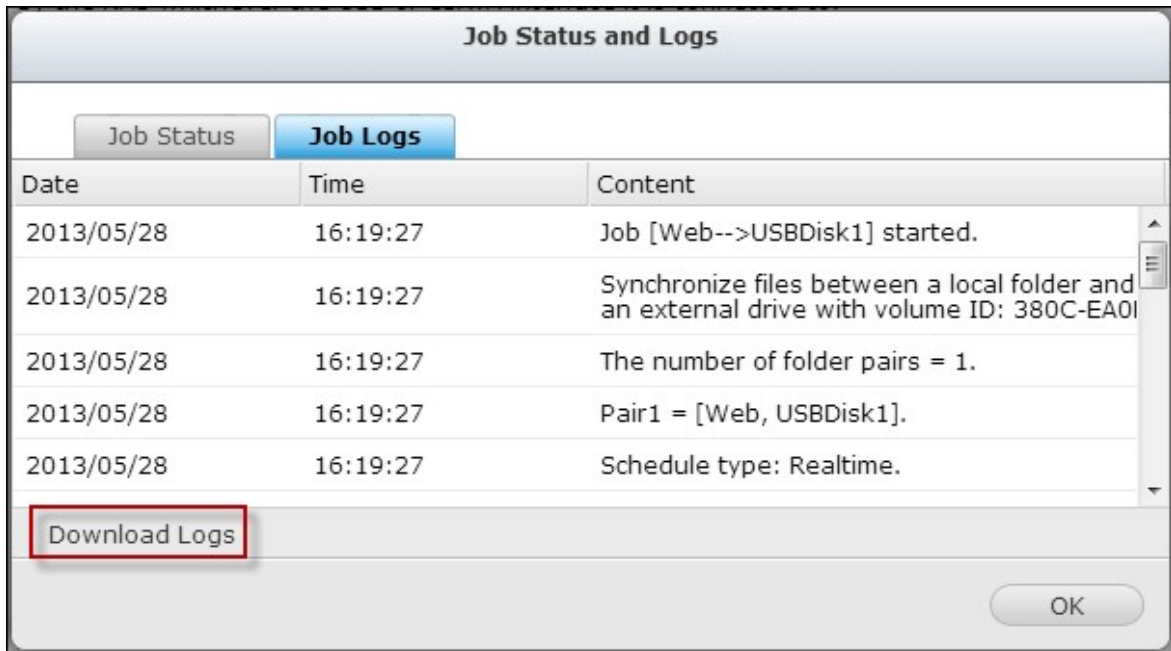 Job Status and Logs
Job Status Job Logs
Date Time Content
2013/05/28 16:19:27 Job [Web-->USBDisk1] started.
2013/05/28 16:19:27 Synchronize files between a local folder and
an external drive with volume ID:
2013/05/28 16:19:27 The number of folder pairs = 1.
2013/05/28 16:19:27 Pair1 = [Web, USBDisk1].
2013/05/28 16:19:27 Schedule type: Realtime.
Download Logs
OK